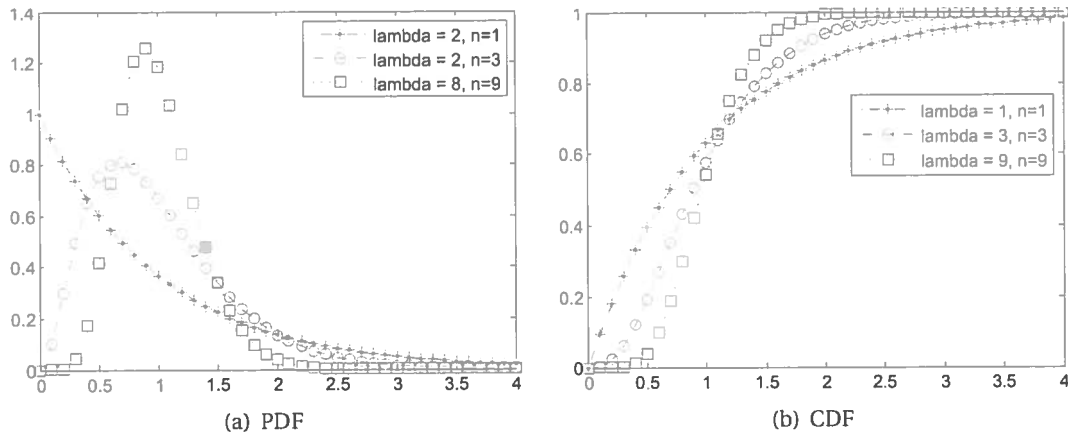 1.4
1.2
1
0.8
0.6
0.4
0.2
0
0 0.5 1 1.5 2 2.5 3 3.5 4
PDF
lambda = 2, n=1
lambda = 2, n=3
lambda = 8, n=9
(a) PDF
1
0.8
0.6
0.4
0.2
0
0 0.5 1 1.5 2 2.5 3 3.5 4
CDF
lambda = 1, n=1
lambda = 3, n=3
lambda = 9, n=9
(b) CDF